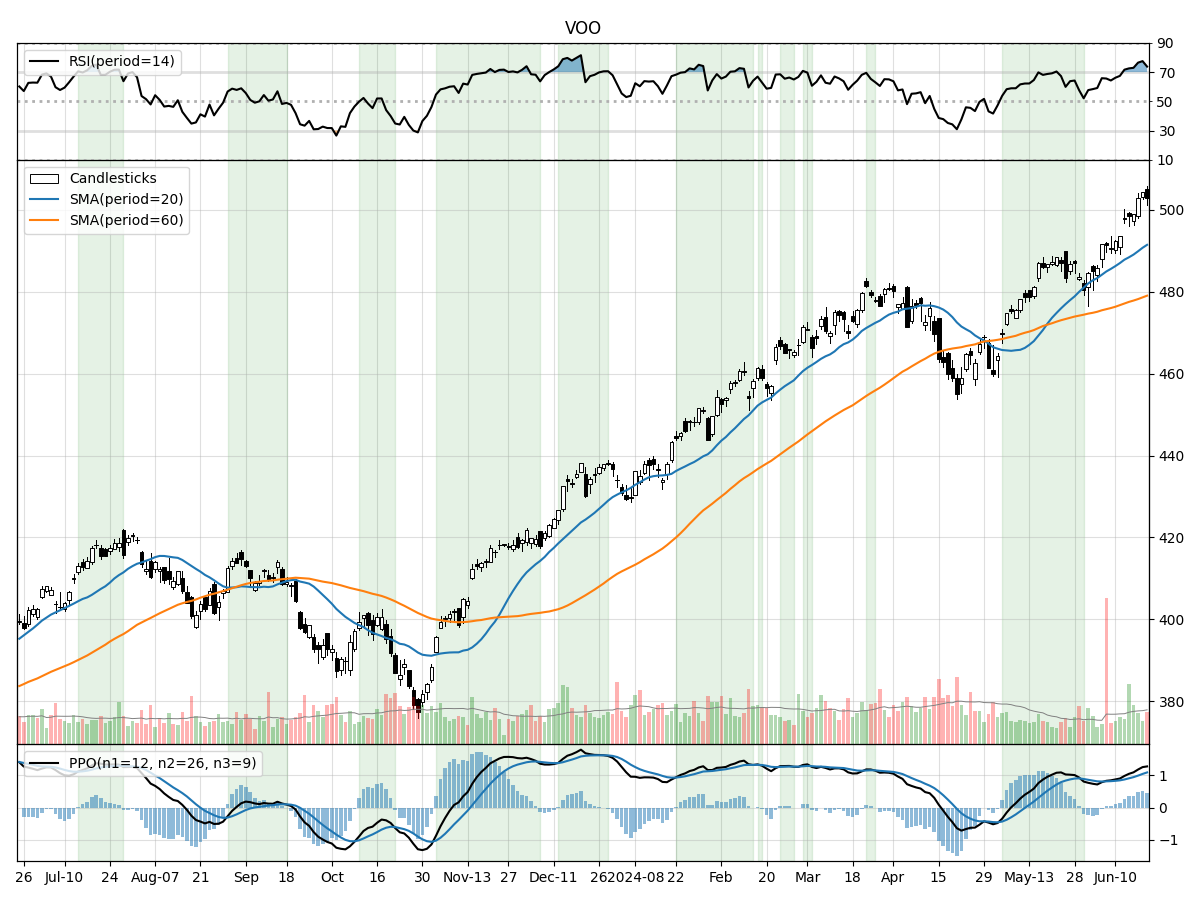 VOO
RSI(period=14)
90
70
50
30
10
Candlesticks
SMA(period=20)
SMA(period=60)
500
480
460
440
420
400
380
PPO(n1=12, n2=26, n3=9)
1
0
−1
26 Jul-10 24 Aug-07 21 Sep 18 Oct 16 30 Nov-13 27 Dec-11 26 2024-08 22 Feb 20 Mar 18 Apr 15 29 May-13 28 Jun-10